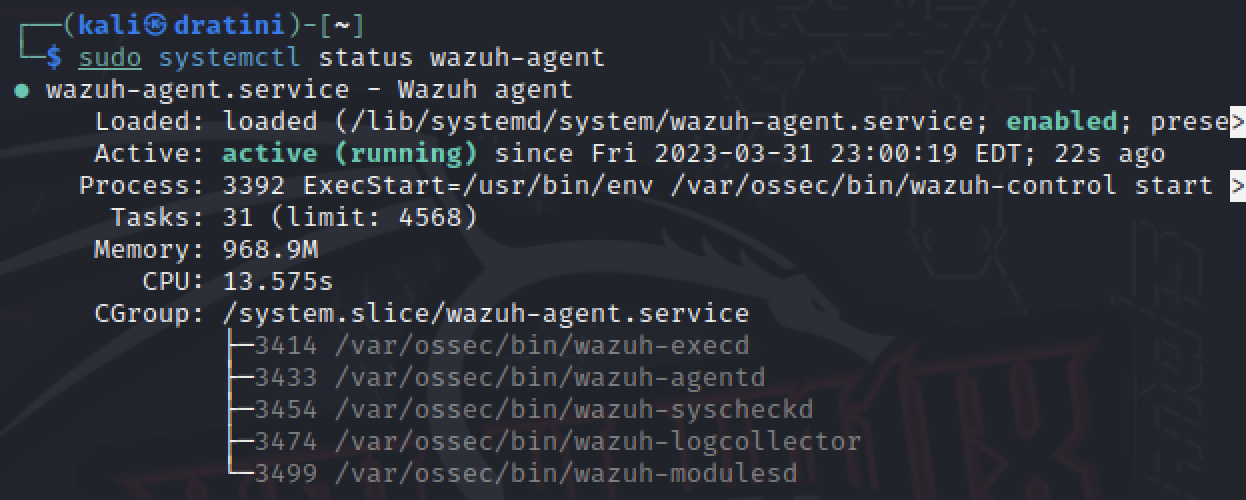 ┌──(kali㉿dratini)-[~]
└─$ sudo systemctl status wazuh-agent
● wazuh-agent.service - Wazuh agent
     Loaded: loaded (/lib/systemd/system/wazuh-agent.service; enabled; prese>
     Active: active (running) since Fri 2023-03-31 23:00:19 EDT; 22s ago
    Process: 3392 ExecStart=/usr/bin/env /var/ossec/bin/wazuh-control start >
      Tasks: 31 (limit: 4568)
     Memory: 968.9M
        CPU: 13.575s
     CGroup: /system.slice/wazuh-agent.service
             ├─3414 /var/ossec/bin/wazuh-execd
             ├─3433 /var/ossec/bin/wazuh-agentd
             ├─3454 /var/ossec/bin/wazuh-syscheckd
             ├─3474 /var/ossec/bin/wazuh-logcollector
             └─3499 /var/ossec/bin/wazuh-modulesd